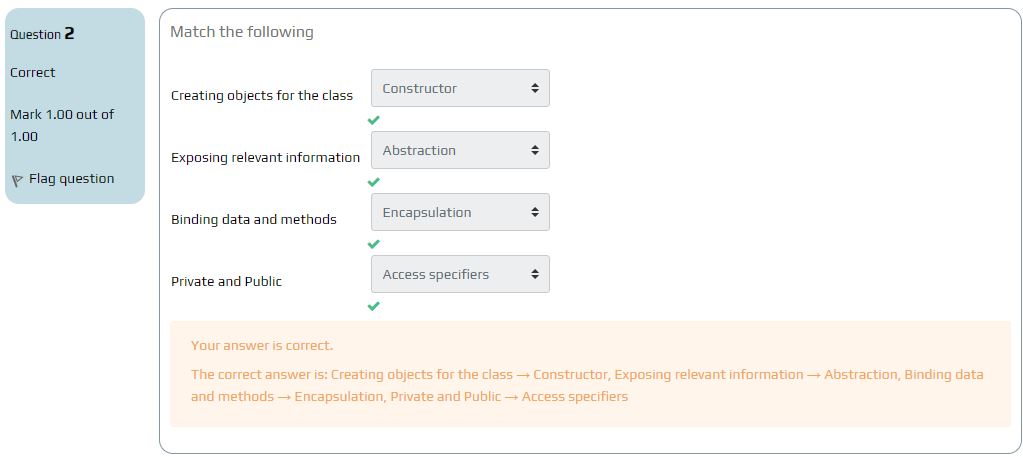 Question 2
Correct
Mark 1.00 out of
1.00
Flag question
Match the following
Creating objects for the class
Constructor
Exposing relevant information
Abstraction
Binding data and methods
Encapsulation
Private and Public
Access specifiers
Your answer is correct.
The correct answer is: Creating objects for the class → Constructor, Exposing relevant information → Abstraction, Binding data
and methods → Encapsulation, Private and Public → Access specifiers